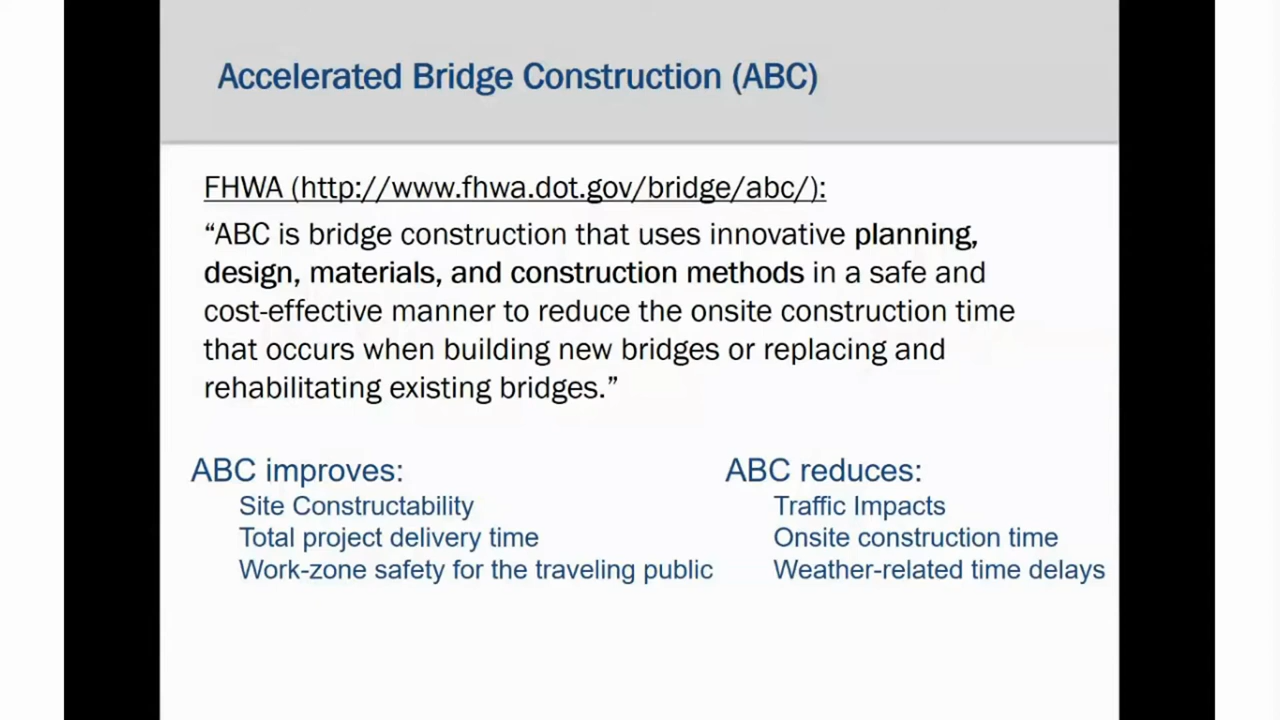 Accelerated Bridge Construction (ABC)
FHWA (http://www.fhwa.dot.gov/bridge/abc/):
“ABC is bridge construction that uses innovative planning,
design, materials, and construction methods in a safe and
cost-effective manner to reduce the onsite construction time
that occurs when building new bridges or replacing and
rehabilitating existing bridges.”
ABC improves:
Site Constructability
Total project delivery time
Work-zone safety for the traveling public
ABC reduces:
Traffic Impacts
Onsite construction time
Weather-related time delays